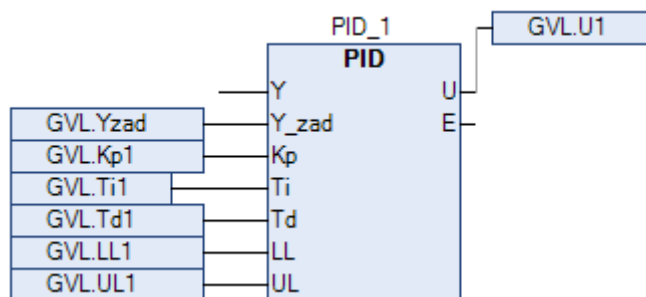 PID_1
GVL.U1
PID
Y U
GVL.Yzad Y_zad E
GVL.Kp1 Kp
GVL.Ti1 Ti
GVL.Td1 Td
GVL.LL1 LL
GVL.UL1 UL